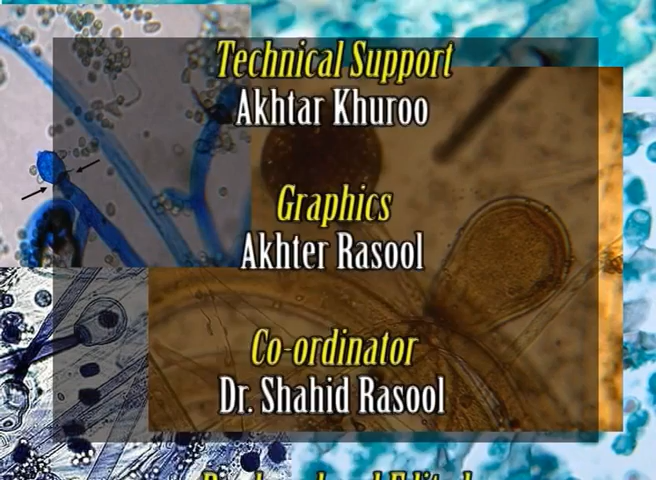 Technical Support
Akhtar Khuroo
Graphics
Akhter Rasool
Co-ordinator
Dr. Shahid Rasool